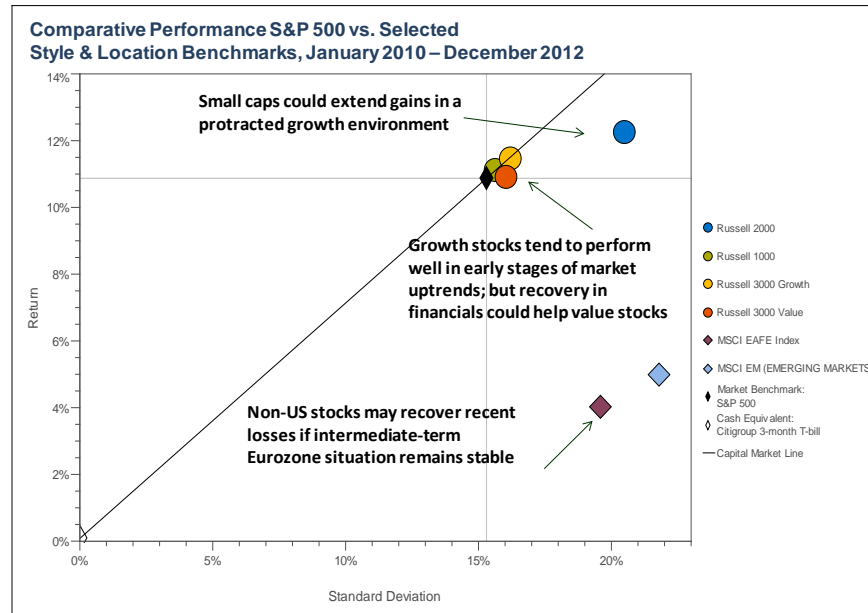 Comparative Performance S&P 500 vs. Selected
Style & Location Benchmarks, January 2010 – December 2012
14%
12%
10%
8%
6%
4%
2%
0%
Return
Small caps could extend gains in a
protracted growth environment
Growth stocks tend to perform
well in early stages of market
uptrends; but recovery in
financials could help value stocks
Non-US stocks may recover recent
losses if intermediate-term
Eurozone situation remains stable
0%
5%
10%
15%
20%
Standard Deviation
Russell 2000
Russell 1000
Russell 3000 Growth
Russell 3000 Value
MSCI EAFE Index
MSCI EM (EMERGING MARKETS
Market Benchmark:
S&P 500
Cash Equivalent:
Citigroup 3-month T-bill
Capital Market Line